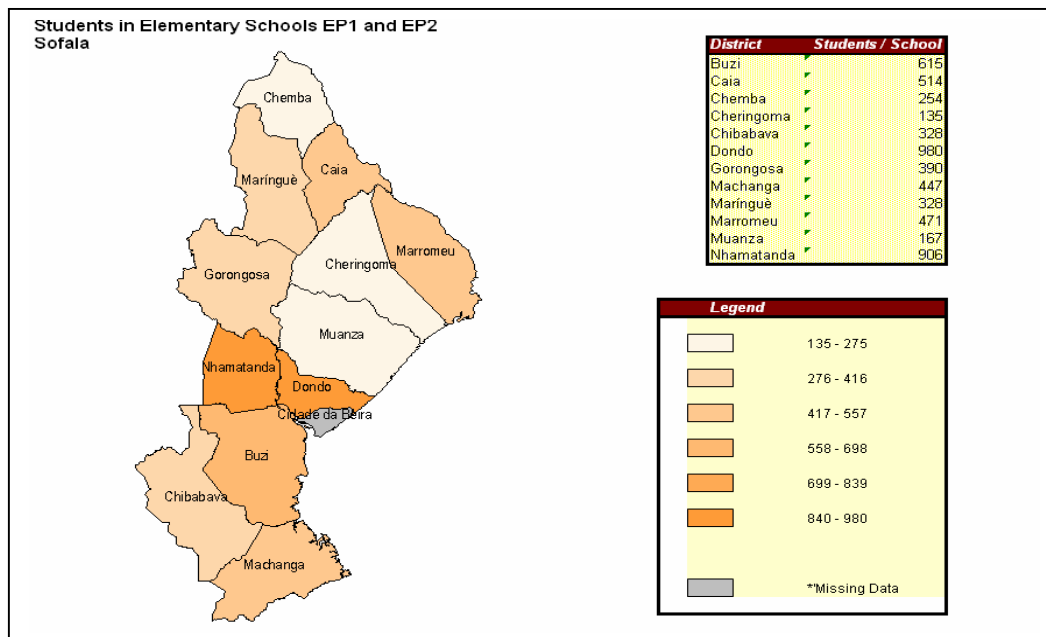 Students in Elementary Schools EP1 and EP2
Sofala
Chemba
Marínguè
Caia
Marromeu
Cheringoma
Gorongosa
Muanza
Nhamatanda
Dondo
Cidade da Beira
Buzi
Chibabava
Machanga
District Students / School
Buzi 615
Caia 514
Chemba 254
Cheringoma 135
Chibabava 328
Dondo 980
Gorongosa 390
Machanga 447
Marínguè 328
Marromeu 471
Muanza 167
Nhamatanda 906
Legend
135 - 275
276 - 416
417 - 557
558 - 698
699 - 839
840 - 980
"Missing Data